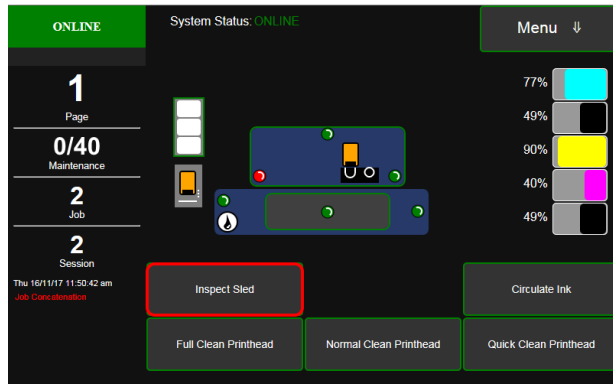 ONLINE
System Status: ONLINE
Menu ⇓
1
Page
0/40
Maintenance
2
Job
2
Session
Thu 16/11/17 11:50:42 am
Job Concatenation
77%
49%
90%
40%
49%
Inspect Sled
Circulate Ink
Full Clean Printhead
Normal Clean Printhead
Quick Clean Printhead